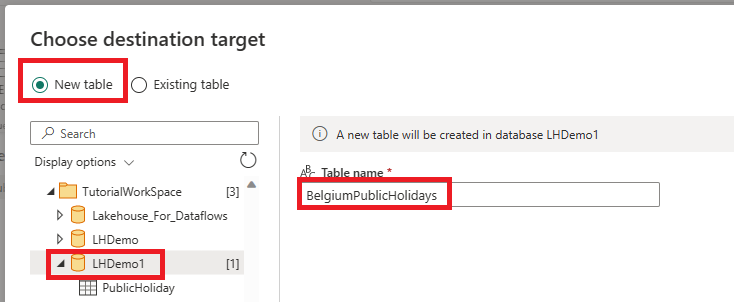 Choose destination target
New table
Existing table
Search
Display options
TutorialWorkSpace [3]
Lakehouse_For_Dataflows
LHDemo
LHDemo1 [1]
PublicHoliday
A new table will be created in database LHDemo1
Table name *
BelgiumPublicHolidays